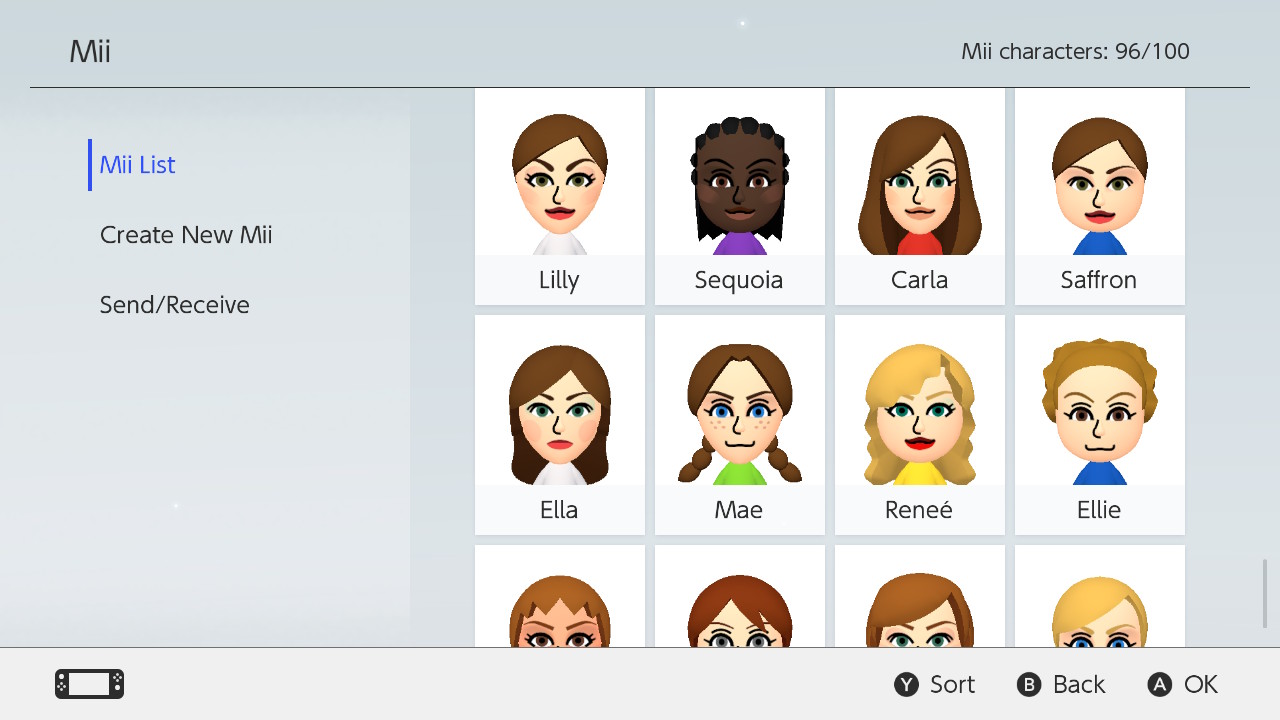 Mii
Mii characters: 96/100
Mii List
Create New Mii
Send/Receive
Lilly
Sequoia
Carla
Saffron
Ella
Mae
Reneé
Ellie
Y Sort
B Back
A OK